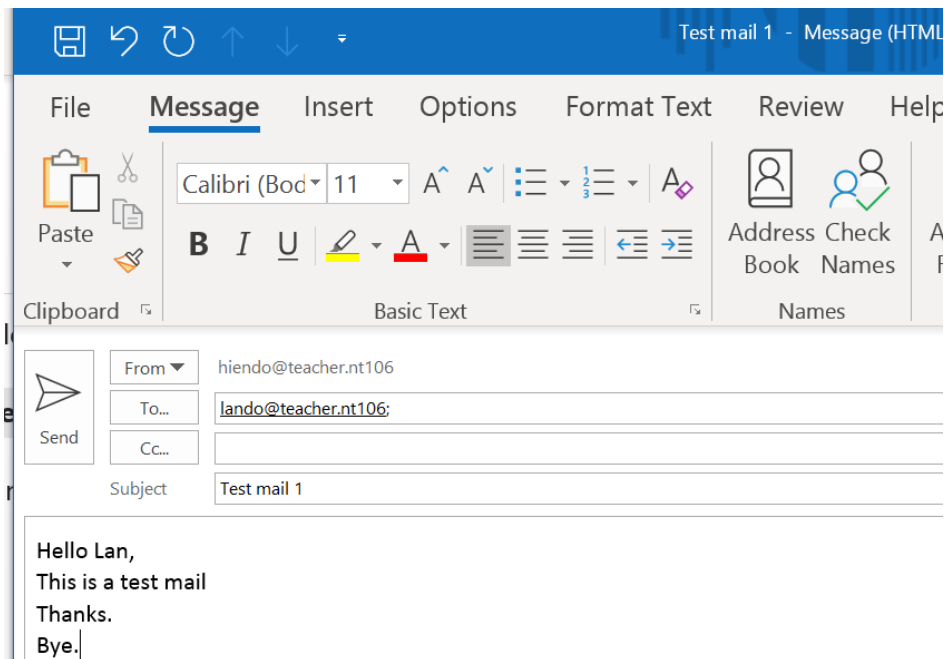 Test mail 1 - Message (HTML
File Message Insert Options Format Text Review Help
Calibri (Bod 11
Paste
B I U A
Address Check
Book Names
Clipboard
Basic Text
Names
From hiendo@teacher.nt106
To... lando@teacher.nt106;
Send
Cc...
Subject Test mail 1
Hello Lan,
This is a test mail
Thanks.
Bye.